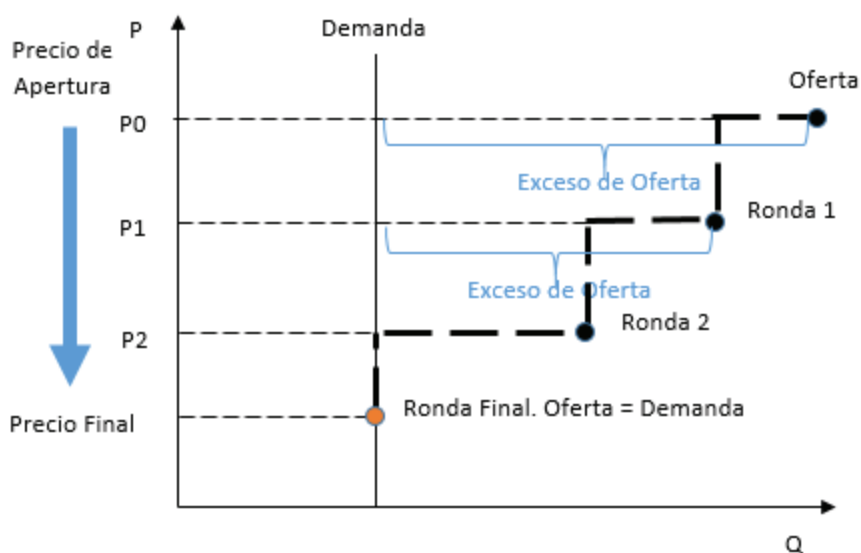 P
Demanda
Precio de
Apertura
Oferta
P0
Exceso de Oferta
Ronda 1
P1
Exceso de Oferta
Ronda 2
P2
Ronda Final. Oferta = Demanda
Precio Final
Q